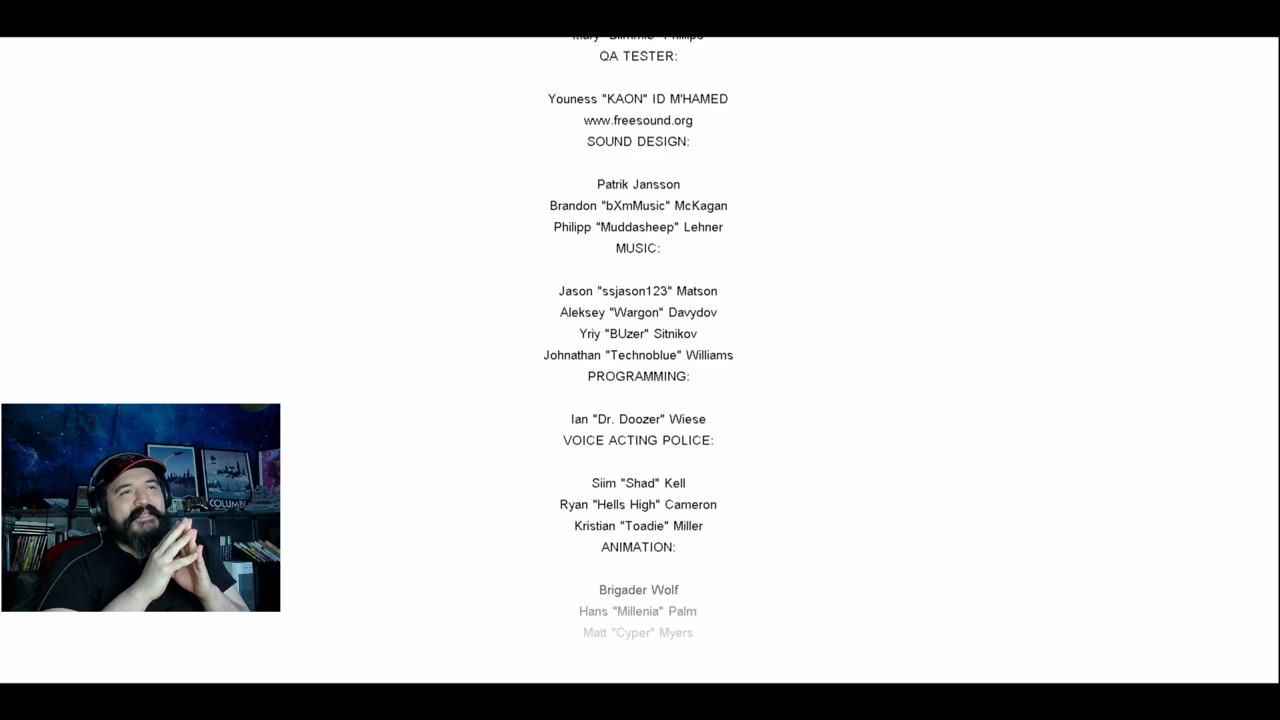 Mary "Blimmie" Phillips
QA TESTER:
Youness "KAON" ID M'HAMED
www.freesound.org
SOUND DESIGN:
Patrik Jansson
Brandon "bXmMusic" McKagan
Philipp "Muddasheep" Lehner
MUSIC:
Jason "ssjason123" Matson
Aleksey "Wargon" Davydov
Yriy "BUzer" Sitnikov
Johnathan "Technoblue" Williams
PROGRAMMING:
Ian "Dr. Doozer" Wiese
VOICE ACTING POLICE:
Siim "Shad" Kell
Ryan "Hells High" Cameron
Kristian "Toadie" Miller
ANIMATION:
Brigader Wolf
Hans "Millenia" Palm
Matt "Cyper" Myers